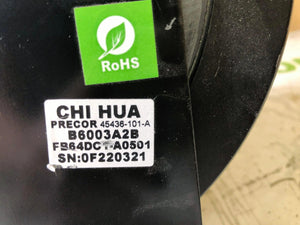 RoHS
CHI HUA
PRECOR 45436-101-A
B6003A2B
FB64DCT-A0501
SN:0F220321